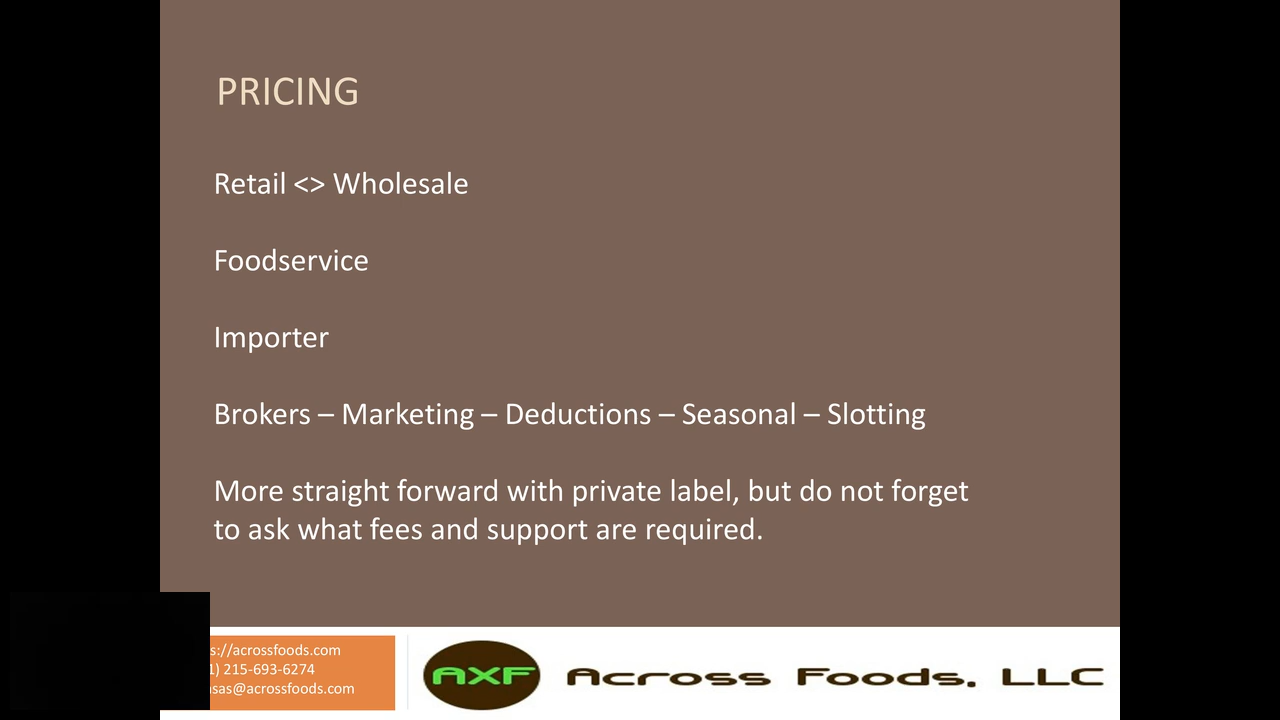 PRICING
Retail <> Wholesale
Foodservice
Importer
Brokers – Marketing – Deductions – Seasonal – Slotting
More straight forward with private label, but do not forget
to ask what fees and support are required.
s://acrossfoods.com
1) 215-693-6274
sas@acrossfoods.com
AXF
Across Foods, LLC